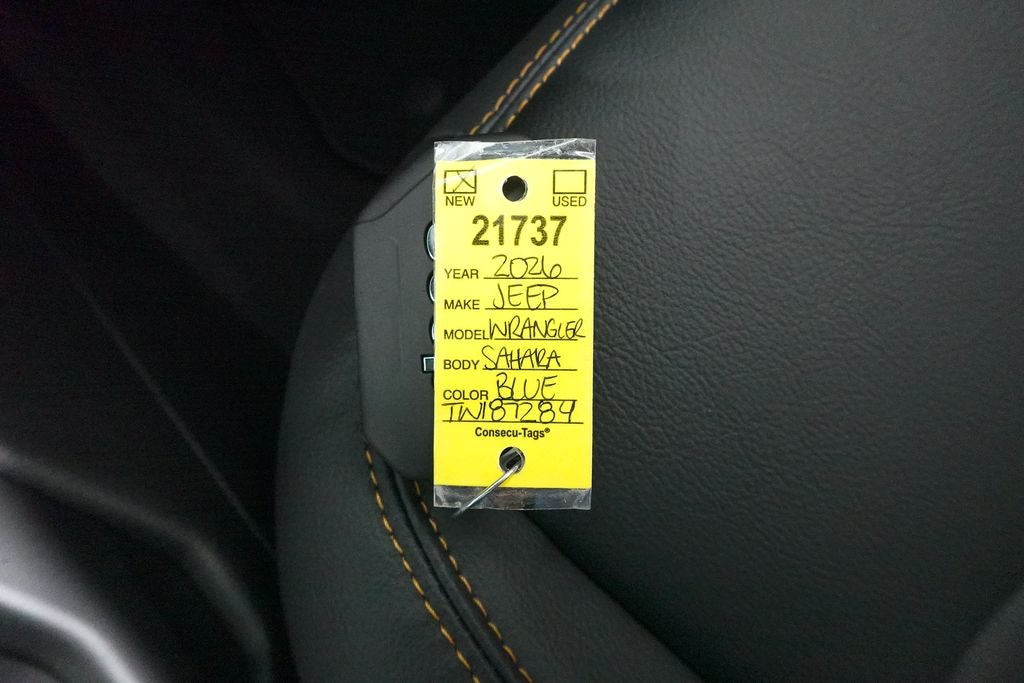 NEW USED
21737
YEAR 2026
MAKE JEEP
MODEL WRANGLER
BODY SAHARA
COLOR BLUE
TW187284
Consecu-Tags®